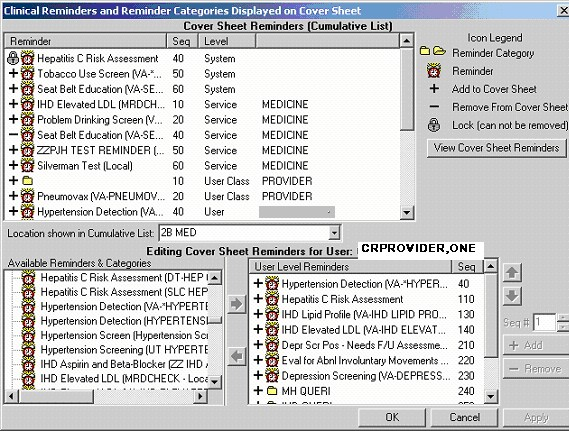 Clinical Reminders and Reminder Categories Displayed on Cover Sheet
Cover Sheet Reminders (Cumulative List)
Reminder Seq Level
Hepatitis C Risk Assessment 40 System
Tobacco Use Screen (VA-*... 50 System
Seat Belt Education (VA-SE... 60 System
IHD Elevated LDL (MRDCH... 10 Service MEDICINE
Problem Drinking Screen (V... 20 Service MEDICINE
Seat Belt Education (VA-SE... 40 Service MEDICINE
ZZPJH TEST REMINDER (... 50 Service MEDICINE
Silverman Test (Local) 60 Service MEDICINE
10 User Class PROVIDER
Pneumovax (VA-PNEUMOV... 20 User Class PROVIDER
Hypertension Detection (VA... 40 User
Icon Legend
Reminder Category
Reminder
Add to Cover Sheet
Remove From Cover Sheet
Lock (can not be removed)
View Cover Sheet Reminders
Location shown in Cumulative List: 2B MED
Editing Cover Sheet Reminders for User: CRPROVIDER,ONE
Available Reminders & Categories
Hepatitis C Risk Assessment (DT-HEP C
Hepatitis C Risk Assessment (SLC HEP
Hypertension Detection (VA-*HYPERTE
Hypertension Detection (HYPERTENSI
Hypertension Screen (Hypertension Scr
Hypertension Screening (UT HYPERTE
IHD Aspirin and Beta-Blocker (ZZ IHD A
IHD Elevated LDL (MRDCHECK - Loca
User Level Reminders Seq
Hypertension Detection (VA-*HYPER... 40
Hepatitis C Risk Assessment 110
IHD Lipid Profile (VA-IHD LIPID PRO... 130
IHD Elevated LDL (VA-IHD ELEVAT... 140
Depr Scr Pos - Needs F/U Assessme... 210
Eval for Abnl Involuntary Movements ... 220
Depression Screening (VA-DEPRESS... 230
MH QUERI 240
IHD QUERI
Seq # 1
+ Add
− Remove
OK
Cancel
Apply